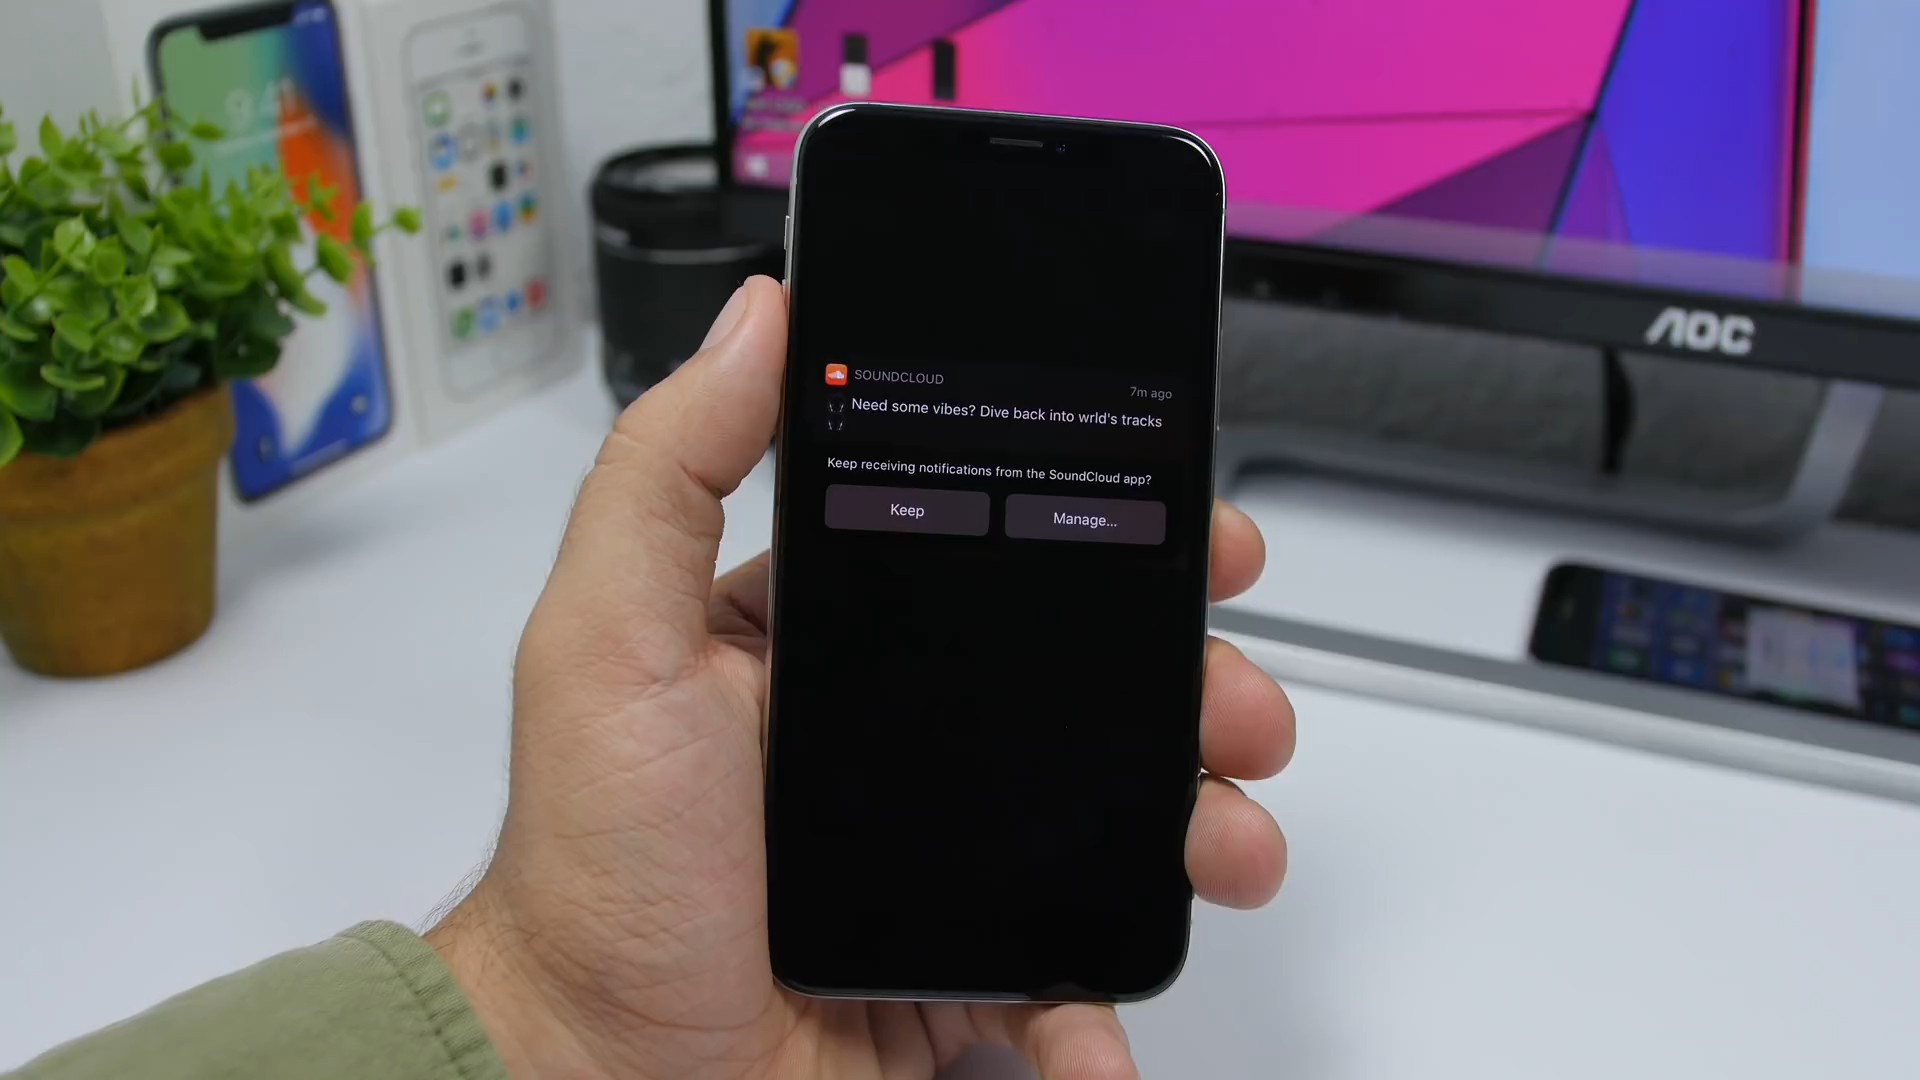 AOC
SOUNDCLOUD
7m ago
Need some vibes? Dive back into wrld's tracks
Keep receiving notifications from the SoundCloud app?
Keep
Manage...